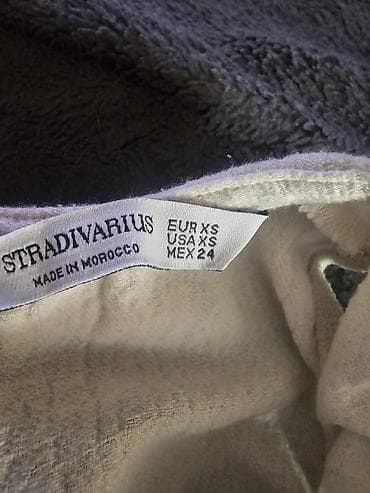 STRADIVARIUS
MADE IN MOROCCO
EUR XS
USA XS
MEX 24